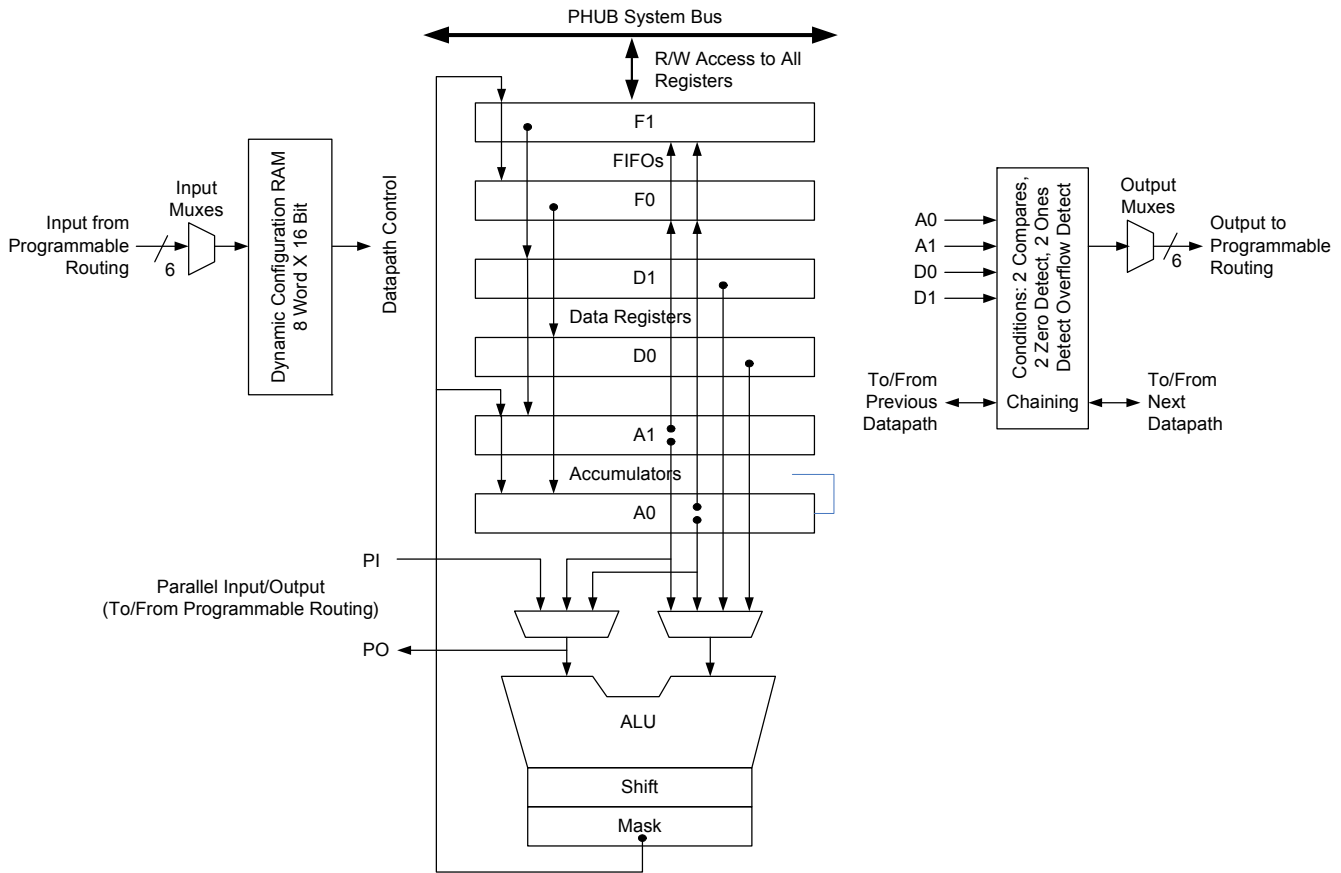 PHUB System Bus
R/W Access to All
Registers
F1
FIFOs
F0
D1
Data Registers
D0
A1
Accumulators
A0
Input from
Programmable
Routing
6
Input
Muxes
Dynamic Configuration RAM
8 Word X 16 Bit
Datapath Control
A0
A1
D0
D1
Conditions: 2 Compares,
2 Zero Detect, 2 Ones
Detect Overflow Detect
Output
Muxes
6
Output to
Programmable
Routing
To/From
Previous
Datapath
Chaining
To/From
Next
Datapath
PI
Parallel Input/Output
(To/From Programmable Routing)
PO
ALU
Shift
Mask